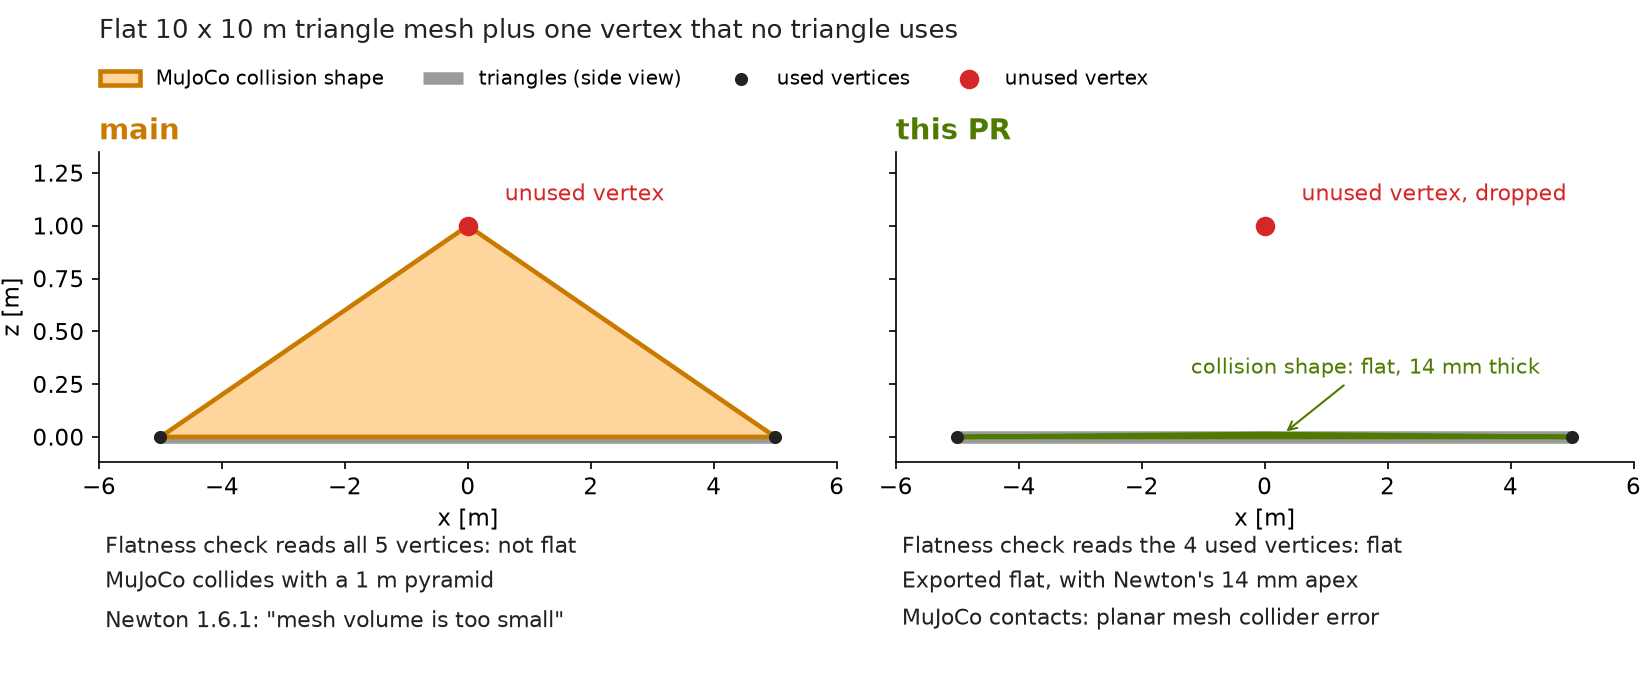 Flat 10 x 10 m triangle mesh plus one vertex that no triangle uses
MuJoCo collision shape
triangles (side view)
used vertices
unused vertex
main
1.25
1.00
0.75
0.50
0.25
0.00
z [m]
unused vertex
−6
−4
−2
0
2
4
6
x [m]
Flatness check reads all 5 vertices: not flat
MuJoCo collides with a 1 m pyramid
Newton 1.6.1: "mesh volume is too small"
this PR
unused vertex, dropped
collision shape: flat, 14 mm thick
−6
−4
−2
0
2
4
6
x [m]
Flatness check reads the 4 used vertices: flat
Exported flat, with Newton's 14 mm apex
MuJoCo contacts: planar mesh collider error